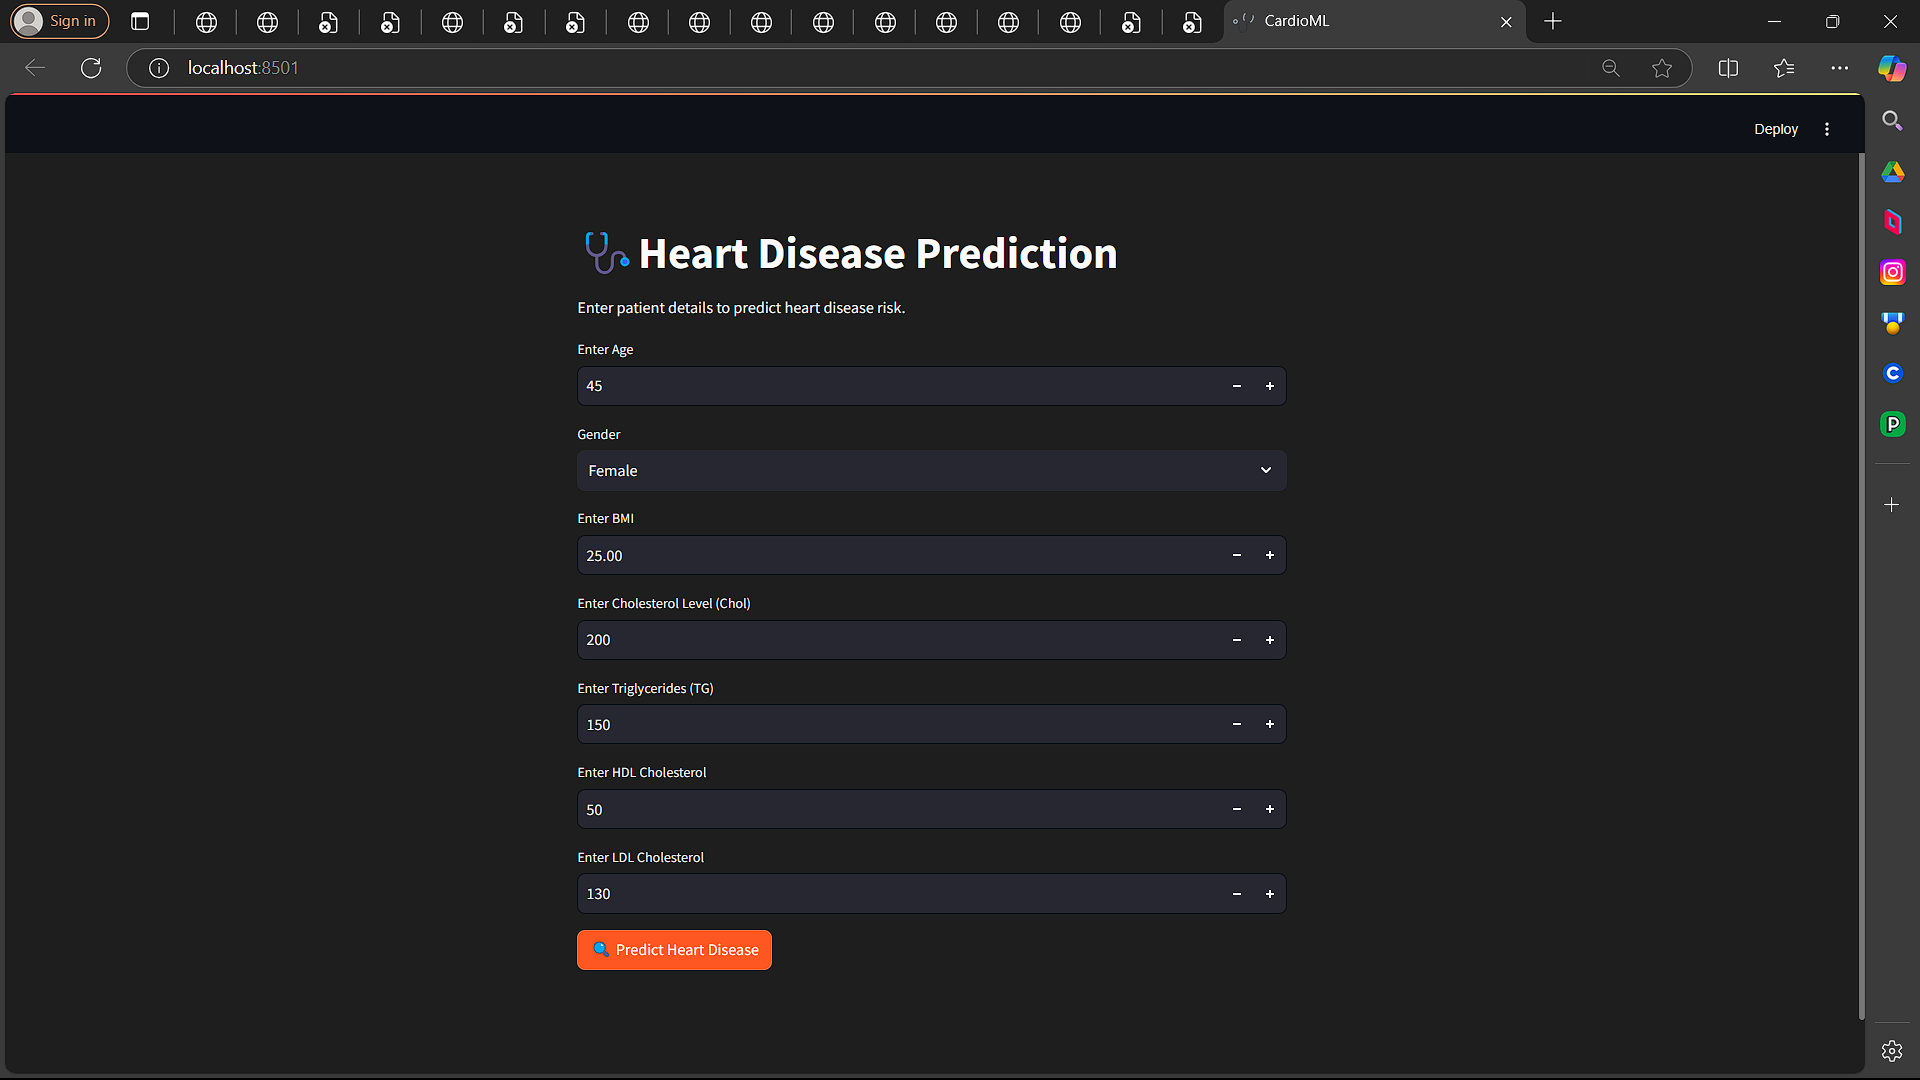 Sign in
CardioML
localhost:8501
Deploy
Heart Disease Prediction
Enter patient details to predict heart disease risk.
Enter Age
45
Gender
Female
Enter BMI
25.00
Enter Cholesterol Level (Chol)
200
Enter Triglycerides (TG)
150
Enter HDL Cholesterol
50
Enter LDL Cholesterol
130
Predict Heart Disease